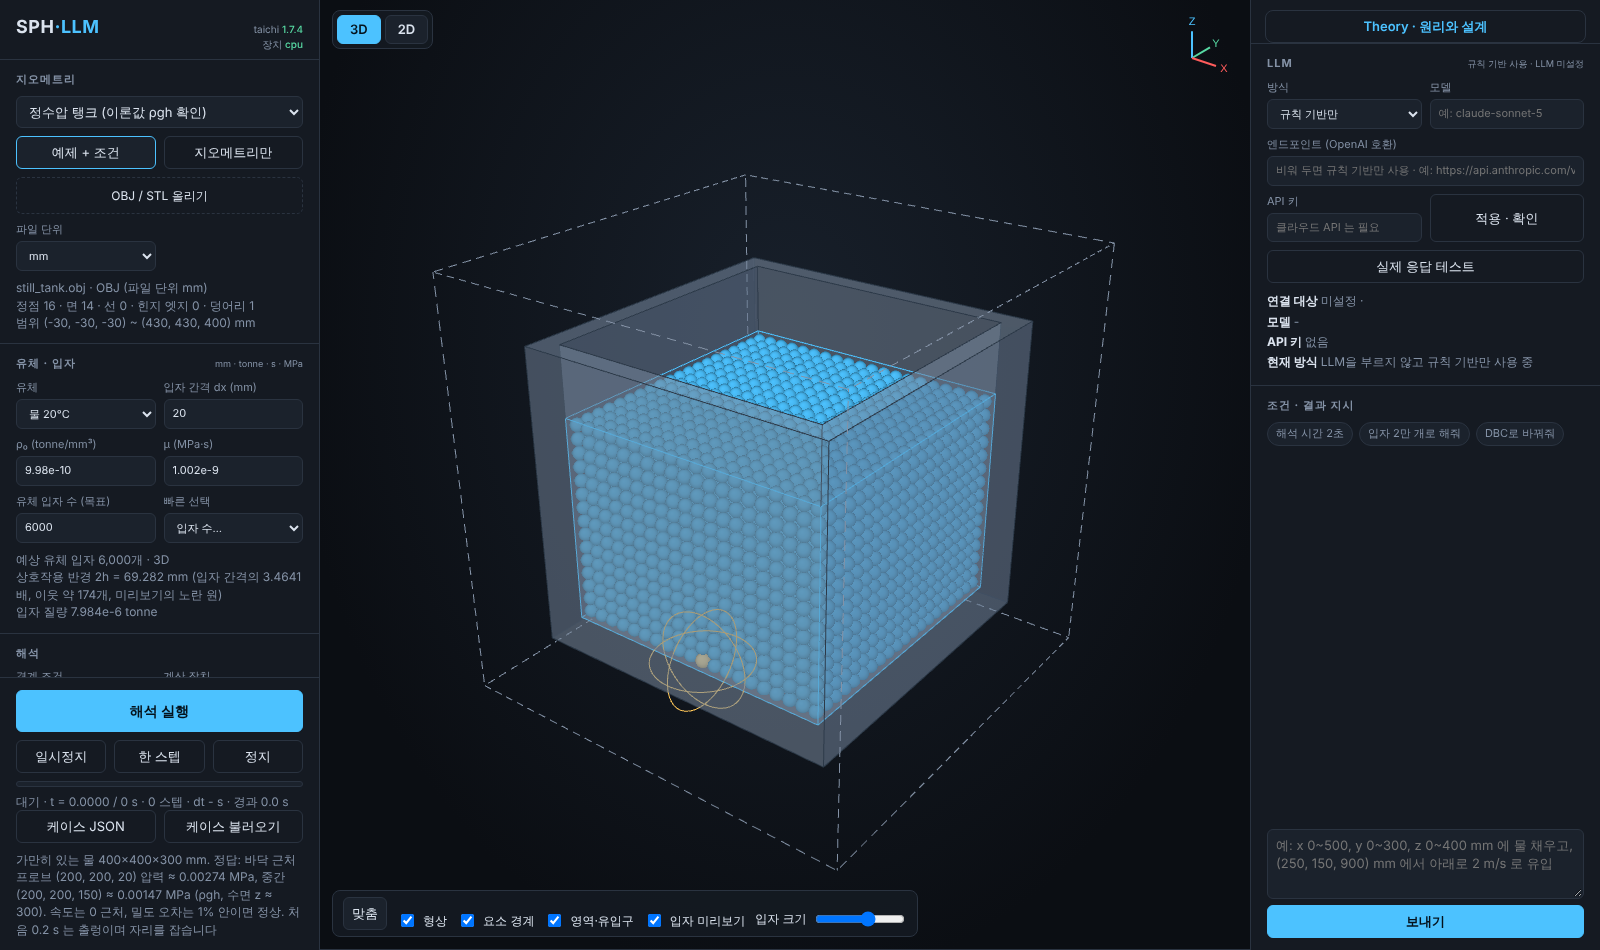 SPH·LLM
taichi 1.7.4
장치 cpu
지오메트리
정수압 탱크 (이론값 ρgh 확인)
예제 + 조건
지오메트리만
OBJ / STL 올리기
파일 단위
mm
still_tank.obj · OBJ (파일 단위 mm)
정점 16 · 면 14 · 선 0 · 힌지 엣지 0 · 덩어리 1
범위 (-30, -30, -30) ~ (430, 430, 400) mm
유체 · 입자
mm · tonne · s · MPa
유체
입자 간격 dx (mm)
물 20°C
20
ρ₀ (tonne/mm³)
μ (MPa·s)
9.98e-10
1.002e-9
유체 입자 수 (목표)
빠른 선택
6000
입자 수...
예상 유체 입자 6,000개 · 3D
상호작용 반경 2h = 69.282 mm (입자 간격의 3.4641
배, 이웃 약 174개, 미리보기의 노란 원)
입자 질량 7.984e-6 tonne
해석
경계 조건
계산 장치
해석 실행
일시정지
한 스텝
정지
대기 · t = 0.0000 / 0 s · 0 스텝 · dt - s · 경과 0.0 s
케이스 JSON
케이스 불러오기
가만히 있는 물 400×400×300 mm. 정답: 바닥 근처
프로브 (200, 200, 20) 압력 ≈ 0.00274 MPa, 중간
(200, 200, 150) ≈ 0.00147 MPa (ρgh, 수면 z ≈
300). 속도는 0 근처, 밀도 오차는 1% 안이면 정상. 처
음 0.2 s 는 출렁이며 자리를 잡습니다
3D
2D
Z
Y
X
맞춤
형상
요소 경계
영역·유입구
입자 미리보기
입자 크기
Theory · 원리와 설계
LLM
규칙 기반 사용 · LLM 미설정
방식
모델
규칙 기반만
예: claude-sonnet-5
엔드포인트 (OpenAI 호환)
비워 두면 규칙 기반만 사용 · 예: https://api.anthropic.com/v
API 키
클라우드 API 는 필요
적용 · 확인
실제 응답 테스트
연결 대상 미설정 ·
모델 -
API 키 없음
현재 방식 LLM을 부르지 않고 규칙 기반만 사용 중
조건 · 결과 지시
해석 시간 2초
입자 2만 개로 해줘
DBC로 바꿔줘
예: x 0~500, y 0~300, z 0~400 mm 에 물 채우고,
(250, 150, 900) mm 에서 아래로 2 m/s 로 유입
보내기